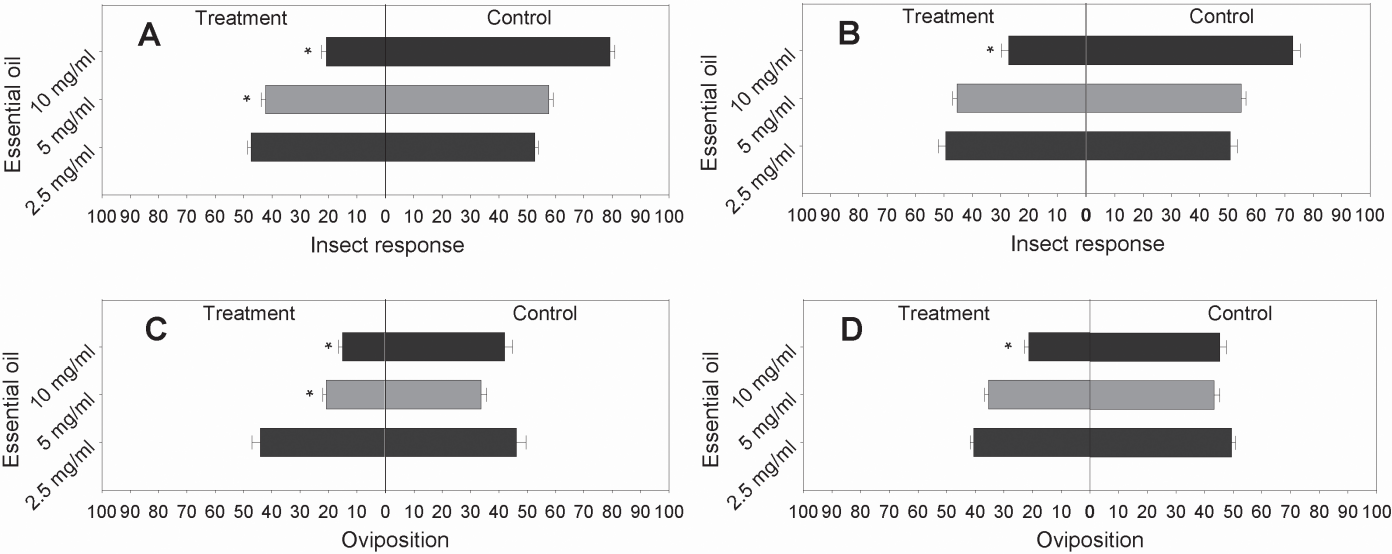 A
Treatment Control
Essential oil
*
10 mg/ml
*
5 mg/ml
2.5 mg/ml
100 90 80 70 60 50 40 30 20 10 0 10 20 30 40 50 60 70 80 90 100
Insect response
B
Treatment Control
Essential oil
*
10 mg/ml
5 mg/ml
2.5 mg/ml
100 90 80 70 60 50 40 30 20 10 0 10 20 30 40 50 60 70 80 90 100
Insect response
C
Treatment Control
Essential oil
*
10 mg/ml
*
5 mg/ml
2.5 mg/ml
100 90 80 70 60 50 40 30 20 10 0 10 20 30 40 50 60 70 80 90 100
Oviposition
D
Treatment Control
Essential oil
*
10 mg/ml
5 mg/ml
2.5 mg/ml
100 90 80 70 60 50 40 30 20 10 0 10 20 30 40 50 60 70 80 90 100
Oviposition